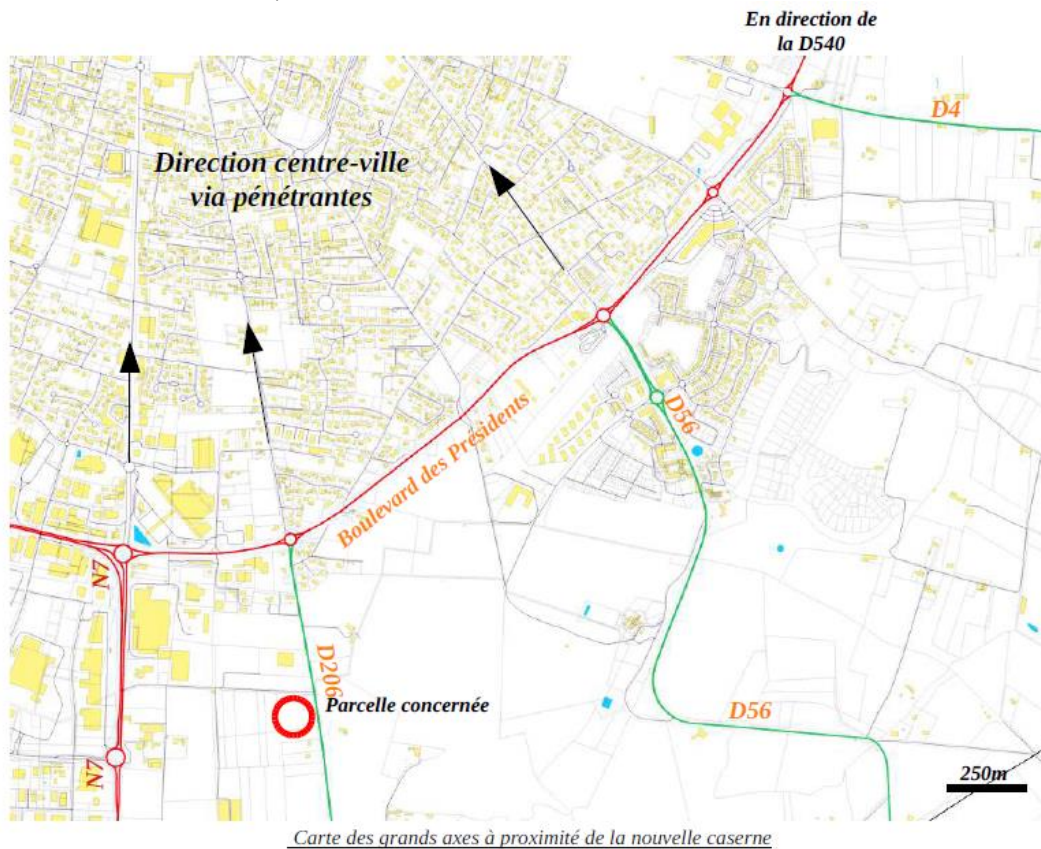 En direction de
la D540
D4
Direction centre-ville
via pénétrantes
D56
Boulevard des Présidents
N7
D206
Parcelle concernée
D56
N7
250m
Carte des grands axes à proximité de la nouvelle caserne